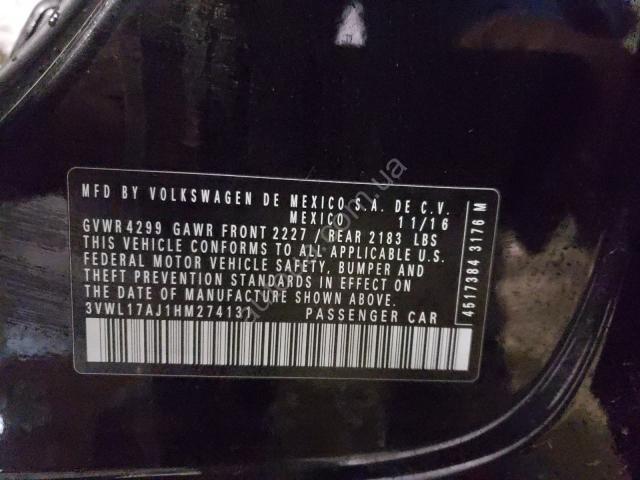 MFD BY VOLKSWAGEN DE MEXICO S.A. DE C.V.
MEXICO 11/16
GVWR 4299 GAWR FRONT 2227 / REAR 2183 LBS
THIS VEHICLE CONFORMS TO ALL APPLICABLE U.S.
FEDERAL MOTOR VEHICLE SAFETY, BUMPER AND
THEFT PREVENTION STANDARDS IN EFFECT ON
THE DATE OF MANUFACTURE SHOWN ABOVE.
3VWL17AJ1HM274137 PASSENGER CAR
4517384 3176 M